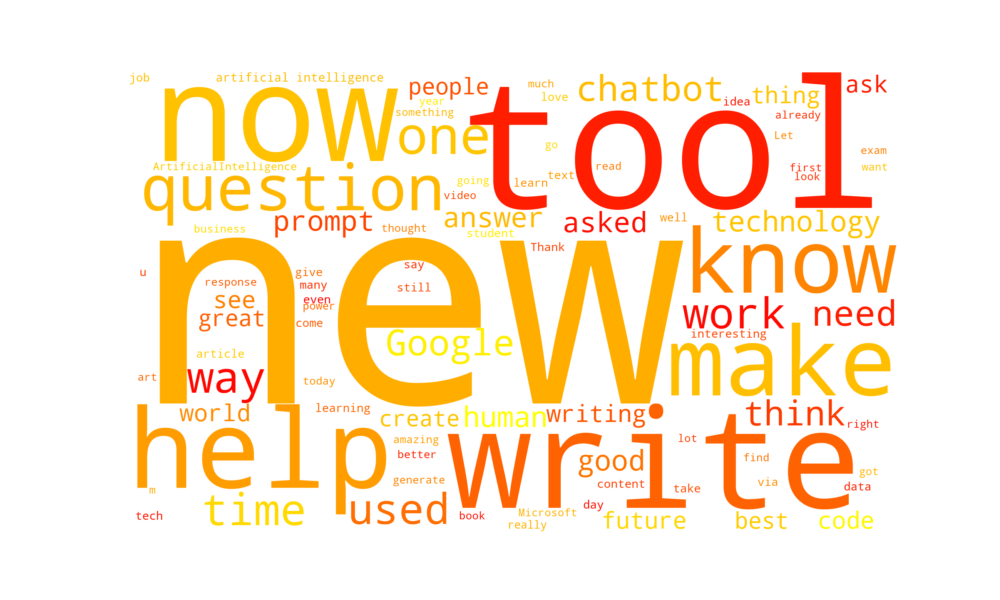 job
artificial intelligence
people
much
love
chatbot
idea
thing
ask
now
year
something
one
tool
already
Let
go
exam
ArtificialIntelligence
question
going
learn
text
read
first
look
want
video
prompt
thought
answer
student
asked
well
technology
business
new
Thank
know
u
response
give
many
say
still
see
even
power
great
come
work
need
interesting
Google
make
article
art
way
today
world
learning
create
human
writing
think
right
help
amazing
better
write
good
lot
find
got
generate
content
take
via
data
m
time
used
book
Microsoft
really
day
future
best
code
tech